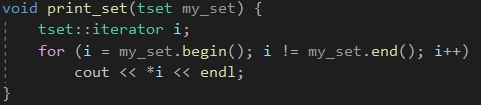 void print_set(tset my_set) {
    tset::iterator i;
    for (i = my_set.begin(); i != my_set.end(); i++)
        cout << *i << endl;
}